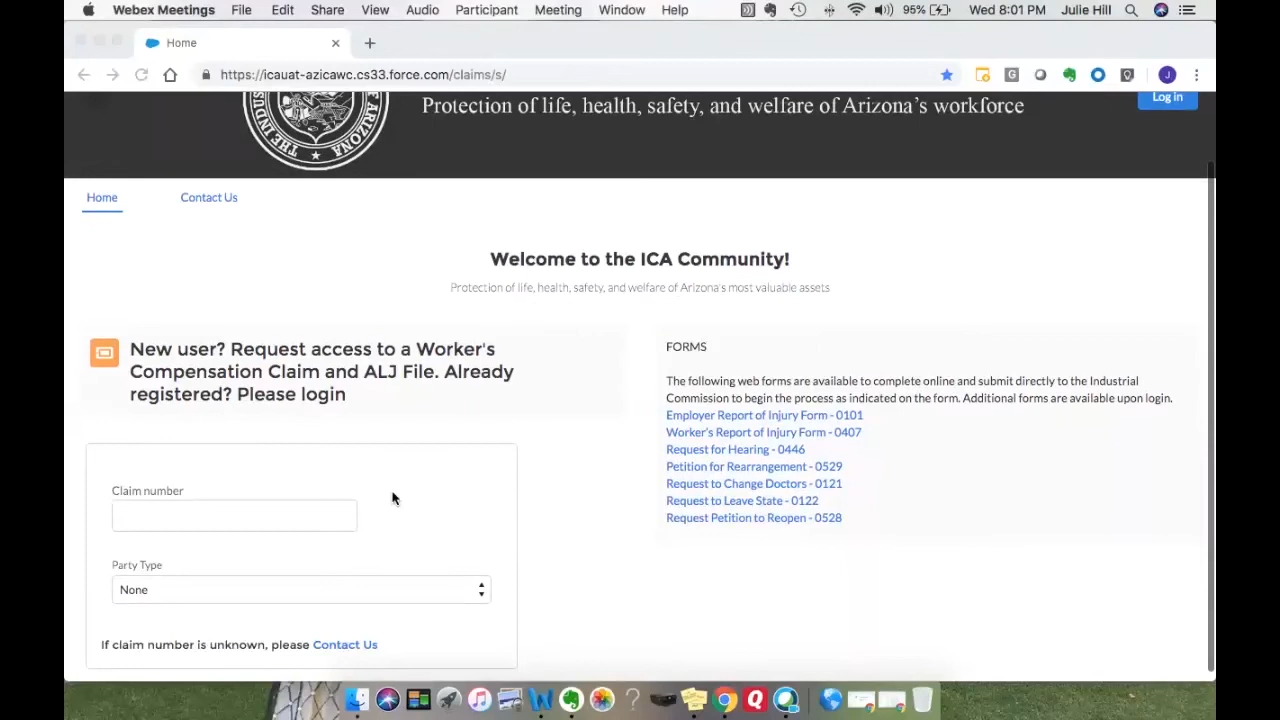 Webex Meetings File Edit Share View Audio Participant Meeting Window Help 95% Wed 8:01 PM Julie Hill
Home
https://icauat-azicawc.cs33.force.com/claims/s/
THE INDUS
E ARIZONA
Protection of life, health, safety, and welfare of Arizona's workforce
Log in
Home Contact Us
Welcome to the ICA Community!
Protection of life, health, safety, and welfare of Arizona's most valuable assets
New user? Request access to a Worker's
Compensation Claim and ALJ File. Already
registered? Please login
Claim number
Party Type
None
If claim number is unknown, please Contact Us
FORMS
The following web forms are available to complete online and submit directly to the Industrial
Commission to begin the process as indicated on the form. Additional forms are available upon login.
Employer Report of Injury Form - 0101
Worker's Report of Injury Form - 0407
Request for Hearing - 0446
Petition for Rearrangement - 0529
Request to Change Doctors - 0121
Request to Leave State - 0122
Request Petition to Reopen - 0528